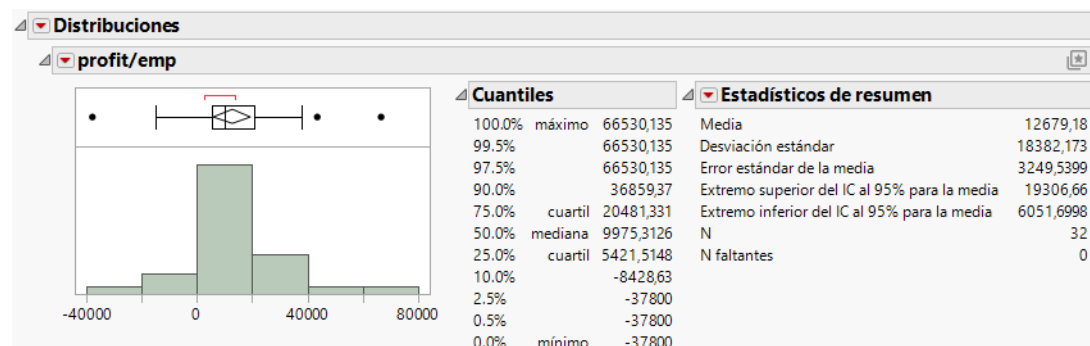 Distribuciones
profit/emp
-40000 0 40000 80000
Cuantiles
100.0% máximo 66530,135
99.5% 66530,135
97.5% 66530,135
90.0% 36859,37
75.0% cuartil 20481,331
50.0% mediana 9975,3126
25.0% cuartil 5421,5148
10.0% -8428,63
2.5% -37800
0.5% -37800
0.0% mínimo -37800
Estadísticos de resumen
Media 12679,18
Desviación estándar 18382,173
Error estándar de la media 3249,5399
Extremo superior del IC al 95% para la media 19306,66
Extremo inferior del IC al 95% para la media 6051,6998
N 32
N faltantes 0